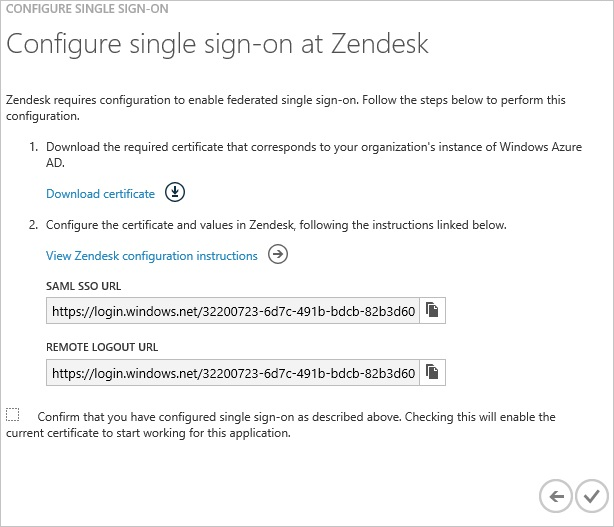 CONFIGURE SINGLE SIGN-ON
Configure single sign-on at Zendesk
Zendesk requires configuration to enable federated single sign-on. Follow the steps below to perform this
configuration.
1. Download the required certificate that corresponds to your organization's instance of Windows Azure
AD.
Download certificate
2. Configure the certificate and values in Zendesk, following the instructions linked below.
View Zendesk configuration instructions
SAML SSO URL
https://login.windows.net/32200723-6d7c-491b-bdcb-82b3d60
REMOTE LOGOUT URL
https://login.windows.net/32200723-6d7c-491b-bdcb-82b3d60
Confirm that you have configured single sign-on as described above. Checking this will enable the
current certificate to start working for this application.